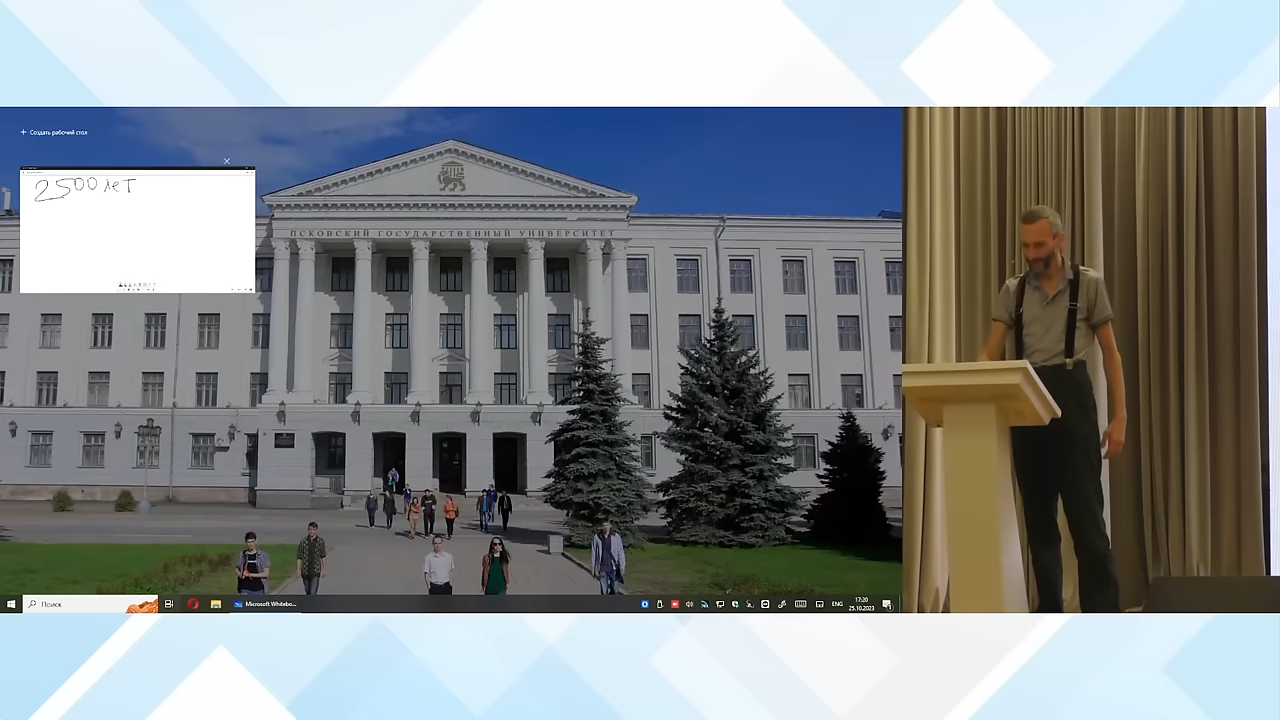 Создать рабочий стол
2500 лет
ПСКОВСКИЙ ГОСУДАРСТВЕННЫЙ УНИВЕРСИТЕТ
Поиск
Microsoft Whitebo...
ENG
17:20
25.10.2023